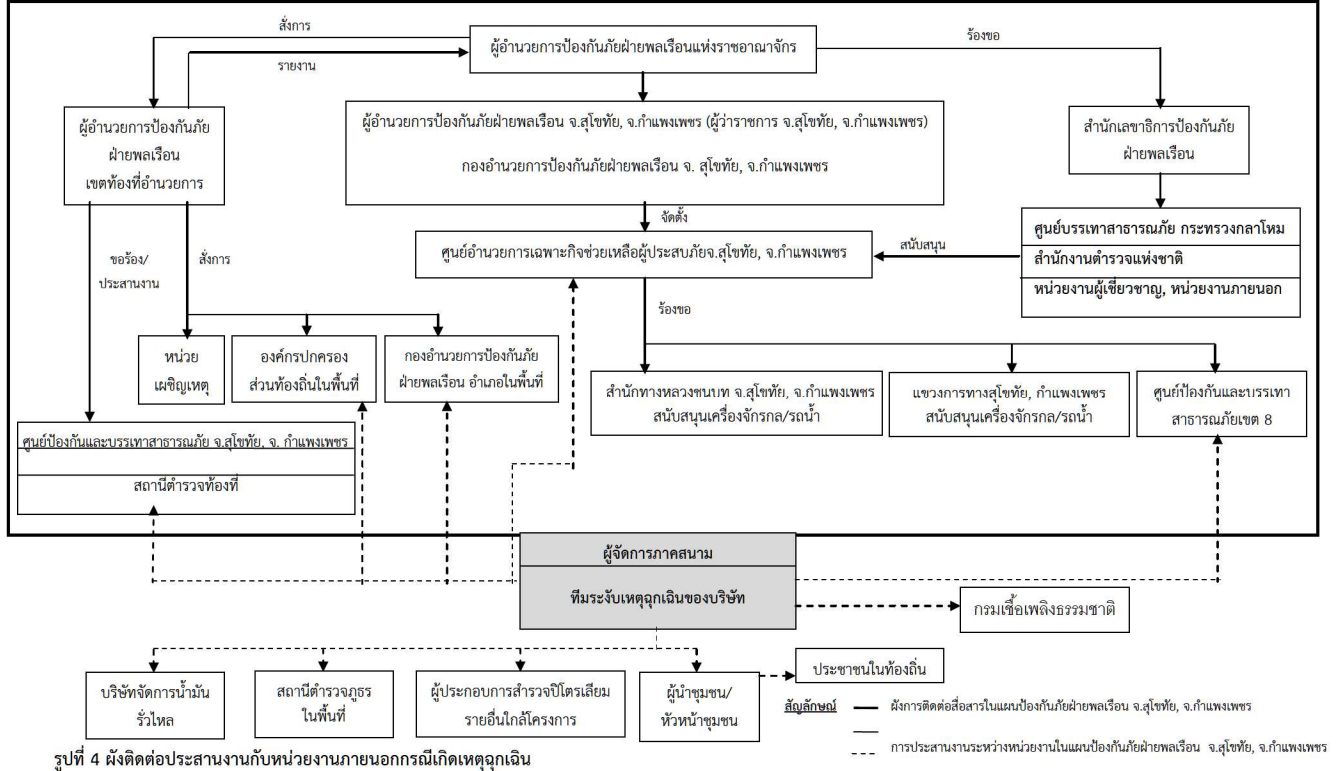 สั่งการ
ผู้อำนวยการป้องกันภัยฝ่ายพลเรือนแห่งราชอาณาจักร
ร้องขอ
รายงาน
ผู้อำนวยการป้องกันภัย
ฝ่ายพลเรือน
เขตท้องที่อำนวยการ
ผู้อำนวยการป้องกันภัยฝ่ายพลเรือน จ.สุโขทัย, จ.กำแพงเพชร (ผู้ว่าราชการ จ.สุโขทัย, จ.กำแพงเพชร)
กองอำนวยการป้องกันภัยฝ่ายพลเรือน จ. สุโขทัย, จ.กำแพงเพชร
สำนักเลขาธิการป้องกันภัย
ฝ่ายพลเรือน
จัดตั้ง
ศูนย์อำนวยการเฉพาะกิจช่วยเหลือผู้ประสบภัยจ.สุโขทัย, จ.กำแพงเพชร
สนับสนุน
ศูนย์บรรเทาสาธารณภัย กระทรวงกลาโหม
สำนักงานตำรวจแห่งชาติ
หน่วยงานผู้เชี่ยวชาญ, หน่วยงานภายนอก
ขอร้อง/
ประสานงาน
สั่งการ
ร้องขอ
หน่วย
เผชิญเหตุ
องค์กรปกครอง
ส่วนท้องถิ่นในพื้นที่
กองอำนวยการป้องกันภัย
ฝ่ายพลเรือน อำเภอในพื้นที่
สำนักทางหลวงชนบท จ.สุโขทัย, จ.กำแพงเพชร
สนับสนุนเครื่องจักรกล/รถน้ำ
แขวงการทางสุโขทัย, กำแพงเพชร
สนับสนุนเครื่องจักรกล/รถน้ำ
ศูนย์ป้องกันและบรรเทา
สาธารณภัยเขต 8
ศูนย์ป้องกันและบรรเทาสาธารณภัย จ.สุโขทัย, จ. กำแพงเพชร
สถานีตำรวจท้องที่
ผู้จัดการภาคสนาม
ทีมระงับเหตุฉุกเฉินของบริษัท
กรมเชื้อเพลิงธรรมชาติ
บริษัทจัดการน้ำมัน
รั่วไหล
สถานีตำรวจภูธร
ในพื้นที่
ผู้ประกอบการสำรวจปิโตรเลียม
รายอื่นใกล้โครงการ
ผู้นำชุมชน/
หัวหน้าชุมชน
ประชาชนในท้องถิ่น
สัญลักษณ์ ผังการติดต่อสื่อสารในแผนป้องกันภัยฝ่ายพลเรือน จ.สุโขทัย, จ.กำแพงเพชร
การประสานงานระหว่างหน่วยงานในแผนป้องกันภัยฝ่ายพลเรือน จ.สุโขทัย, จ.กำแพงเพชร
รูปที่ 4 ผังติดต่อประสานงานกับหน่วยงานภายนอกกรณีเกิดเหตุฉุกเฉิน